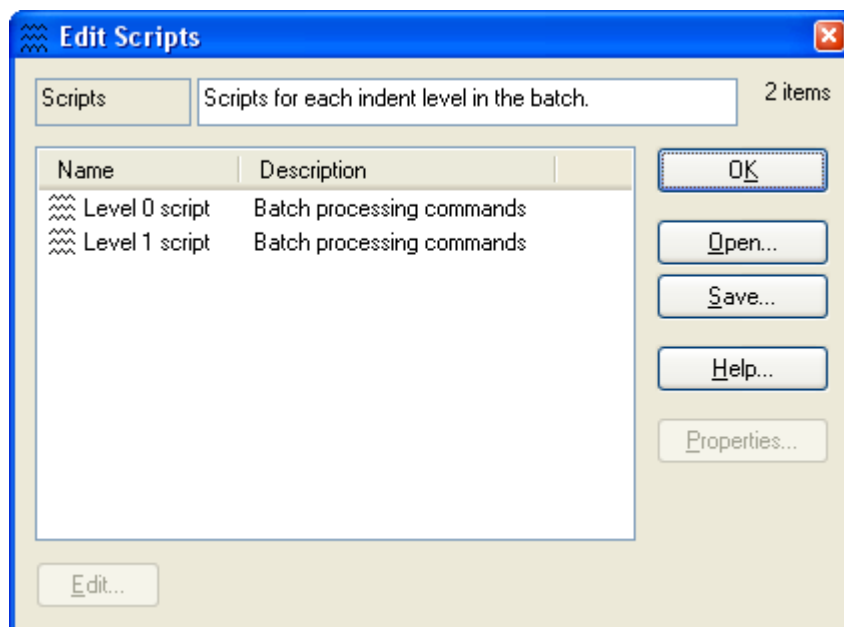 Edit Scripts
Scripts
Scripts for each indent level in the batch.
2 items
Name Description
Level 0 script Batch processing commands
Level 1 script Batch processing commands
OK
Open...
Save...
Help...
Properties...
Edit...